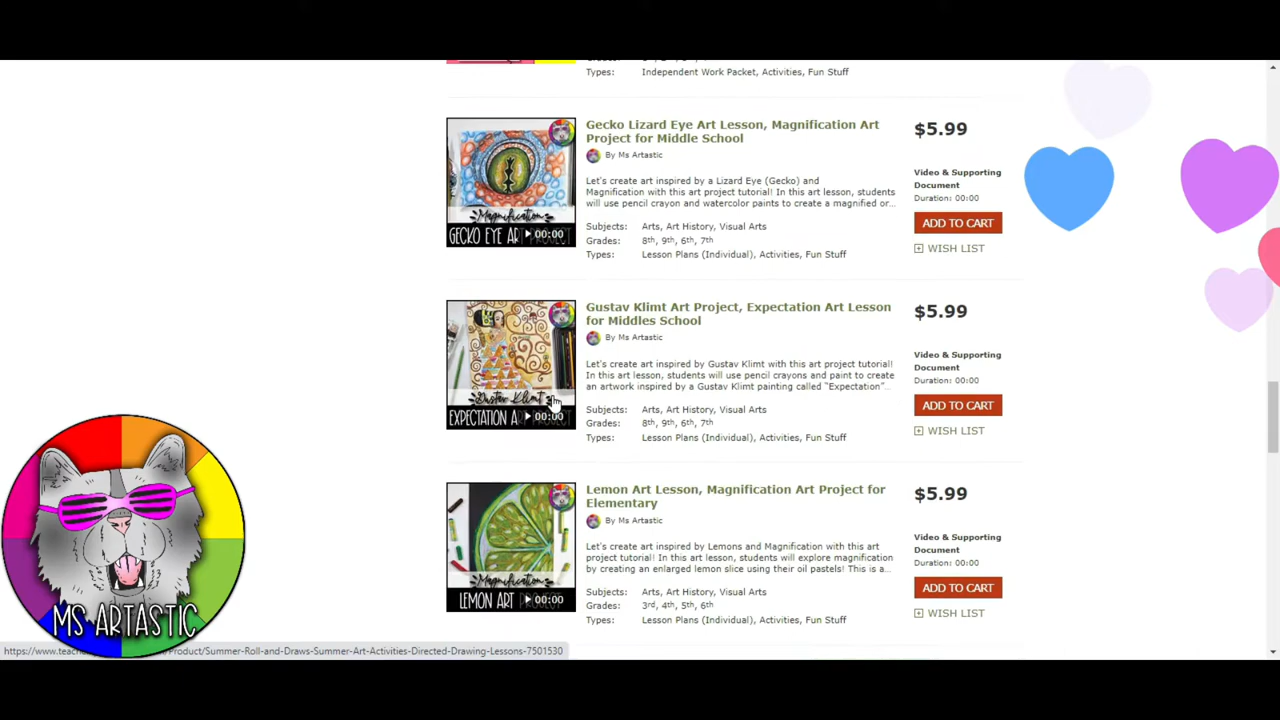 Types: Independent Work Packet, Activities, Fun Stuff
Gecko Lizard Eye Art Lesson, Magnification Art
Project for Middle School
By Ms Artastic
Let's create art inspired by a Lizard Eye (Gecko) and
Magnification with this art project tutorial! In this art lesson, students
will use pencil crayon and watercolor paints to create a magnified or...
Subjects: Arts, Art History, Visual Arts
Grades: 8th, 9th, 6th, 7th
Types: Lesson Plans (Individual), Activities, Fun Stuff
$5.99
Video & Supporting
Document
Duration: 00:00
ADD TO CART
WISH LIST
Magnification
GECKO EYE ART PROJECT
00:00
Gustav Klimt Art Project, Expectation Art Lesson
for Middles School
By Ms Artastic
Let's create art inspired by Gustav Klimt with this art project tutorial!
In this art lesson, students will use pencil crayons and paint to create
an artwork inspired by a Gustav Klimt painting called "Expectation"...
Subjects: Arts, Art History, Visual Arts
Grades: 8th, 9th, 6th, 7th
Types: Lesson Plans (Individual), Activities, Fun Stuff
$5.99
Video & Supporting
Document
Duration: 00:00
ADD TO CART
WISH LIST
Gustav Klimt
EXPECTATION ART PROJECT
00:00
Lemon Art Lesson, Magnification Art Project for
Elementary
By Ms Artastic
Let's create art inspired by Lemons and Magnification with this art
project tutorial! In this art lesson, students will explore magnification
by creating an enlarged lemon slice using their oil pastels! This is a...
Subjects: Arts, Art History, Visual Arts
Grades: 3rd, 4th, 5th, 6th
Types: Lesson Plans (Individual), Activities, Fun Stuff
$5.99
Video & Supporting
Document
Duration: 00:00
ADD TO CART
WISH LIST
Magnification
LEMON ART PROJECT
00:00
MS ARTASTIC
https://www.teac
Product/Summer-Roll-and-Draws-Summer-Art-Activities-Directed-Drawing-Lessons-7501530